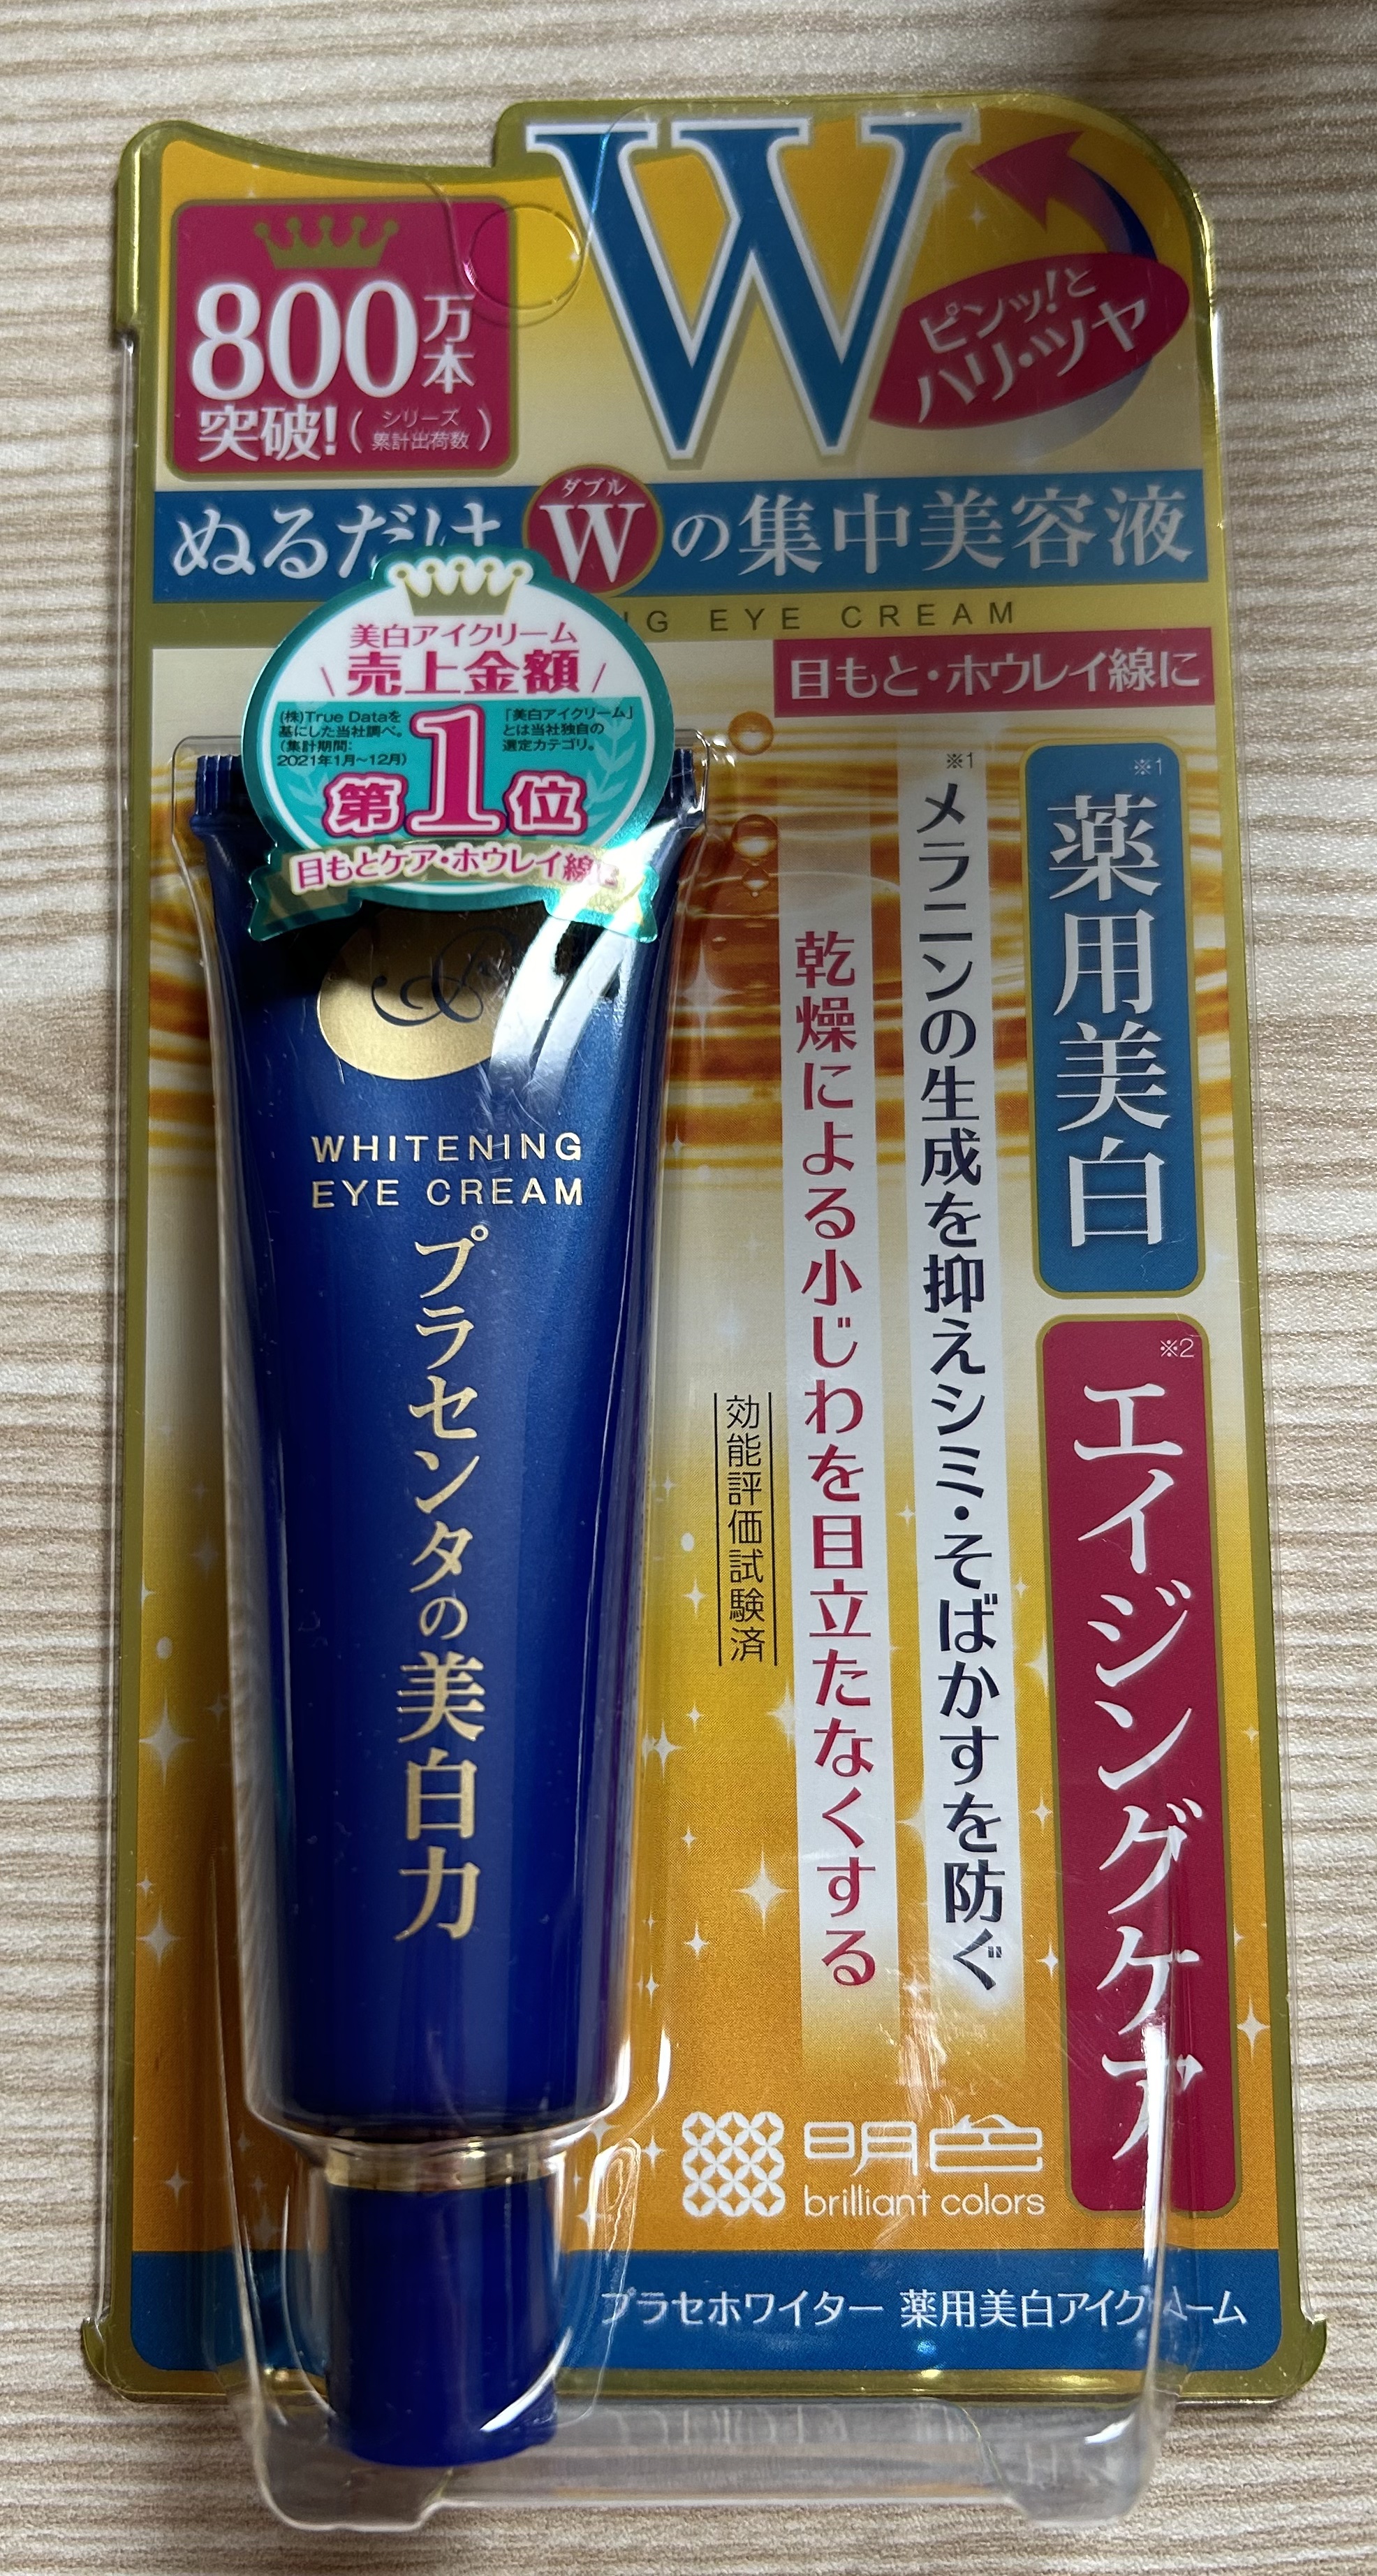 W
ピンッ!と
ハリ・ツヤ
800万本
突破!(シリーズ累計出荷数)
ぬるだけ
ダブル
Wの集中美容液
EYE CREAM
目もと・ホウレイ線に
美白アイクリーム
売上金額
(株)True Dataを
基にした当社調べ。
(集計期間:
2021年1月~12月)
「美白アイクリーム」
とは当社独自の
選定カテゴリ。
第1位
目もとケア・ホウレイ線に
※1
薬用美白
※2
エイジングケア
※1
メラニンの生成を抑えシミ・そばかすを防ぐ
乾燥による小じわを目立たなくする
効能評価試験済
WHITENING
EYE CREAM
プラセンタの美白力
明色
brilliant colors
プラセホワイター 薬用美白アイクリーム